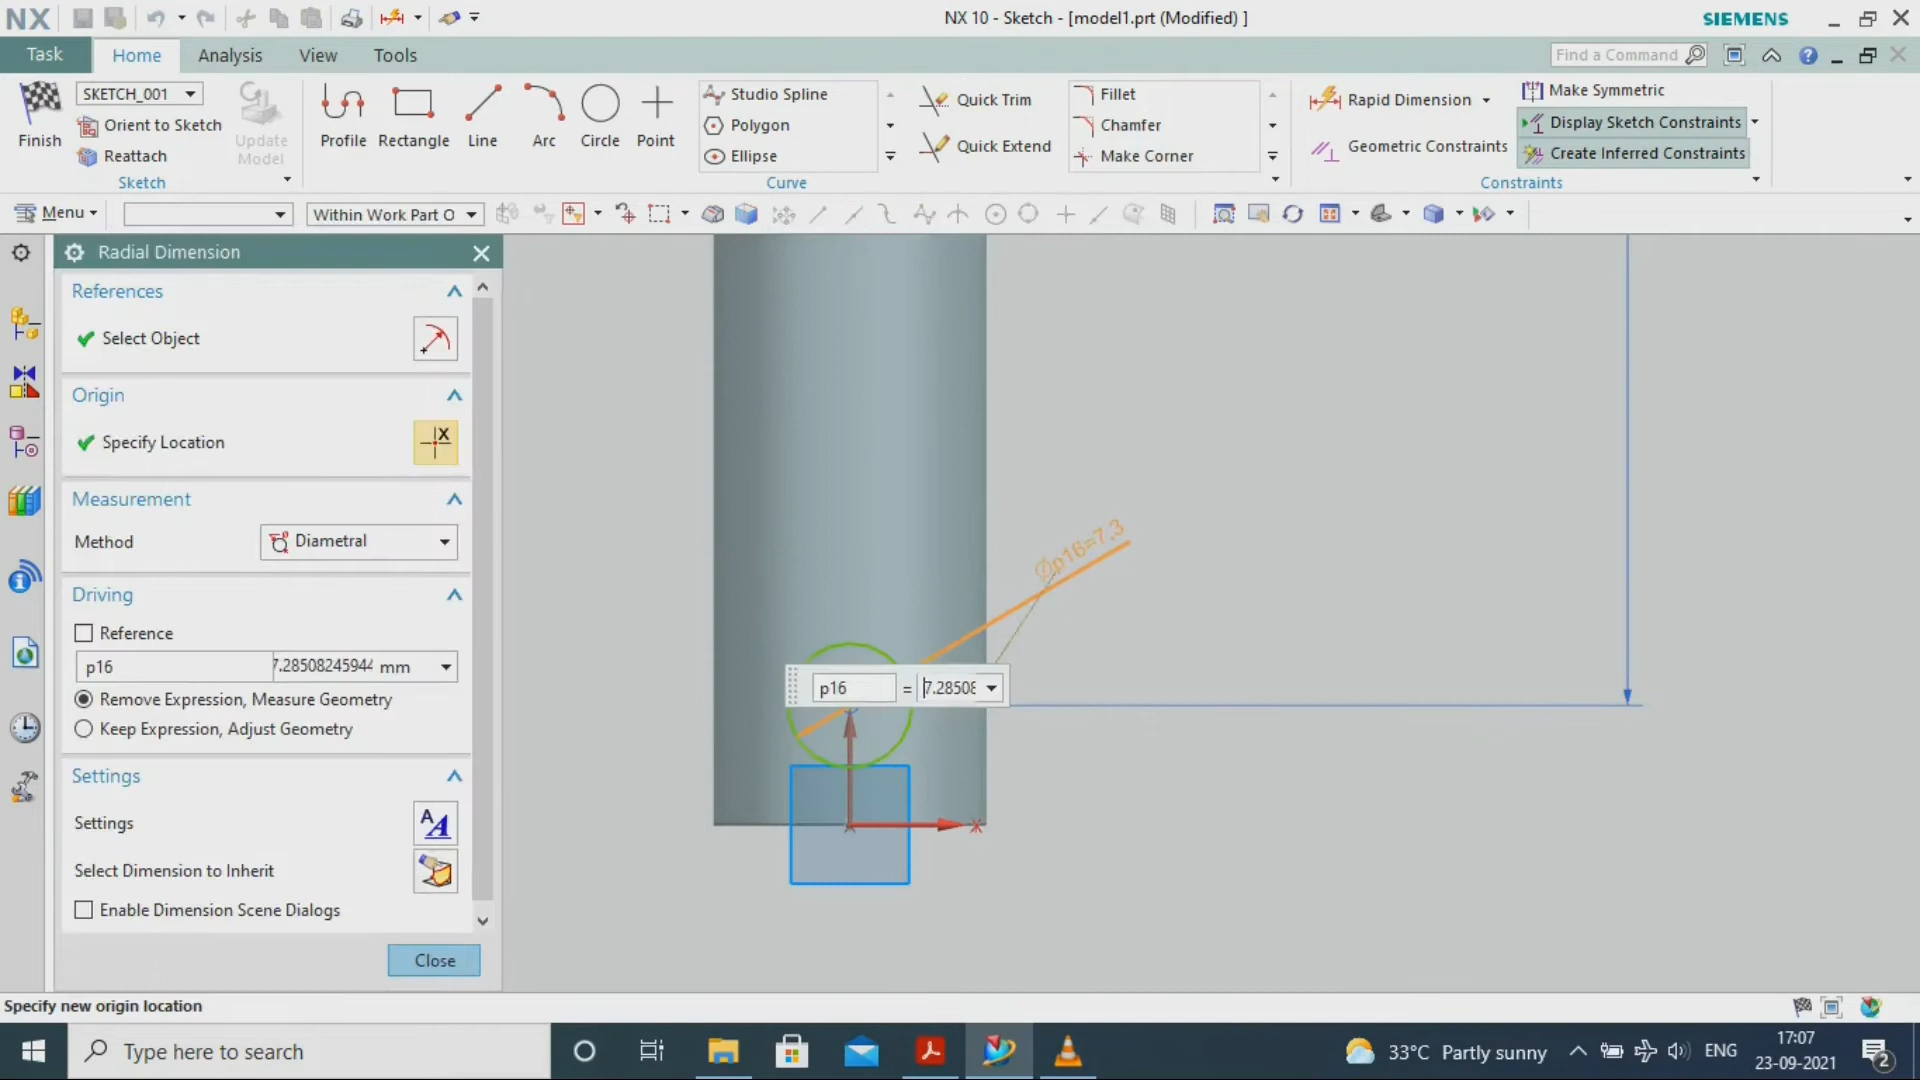 NX
NX 10 - Sketch - [model1.prt (Modified) ]
SIEMENS
Task
Home
Analysis
View
Tools
Find a Command
Finish
SKETCH_001
Orient to Sketch
Reattach
Update
Model
Sketch
Profile
Rectangle
Line
Arc
Circle
Point
Studio Spline
Polygon
Ellipse
Quick Trim
Quick Extend
Fillet
Chamfer
Make Corner
Curve
Rapid Dimension
Geometric Constraints
Make Symmetric
Display Sketch Constraints
Create Inferred Constraints
Constraints
Menu
Within Work Part O
Radial Dimension
References
Select Object
Origin
Specify Location
Measurement
Method
Diametral
Driving
Reference
p16
7.28508245944 mm
Remove Expression, Measure Geometry
Keep Expression, Adjust Geometry
Settings
Settings
Select Dimension to Inherit
Enable Dimension Scene Dialogs
Close
Øp16=7.3
p16 = 7.28508
Specify new origin location
Type here to search
33°C Partly sunny
ENG
17:07
23-09-2021
2